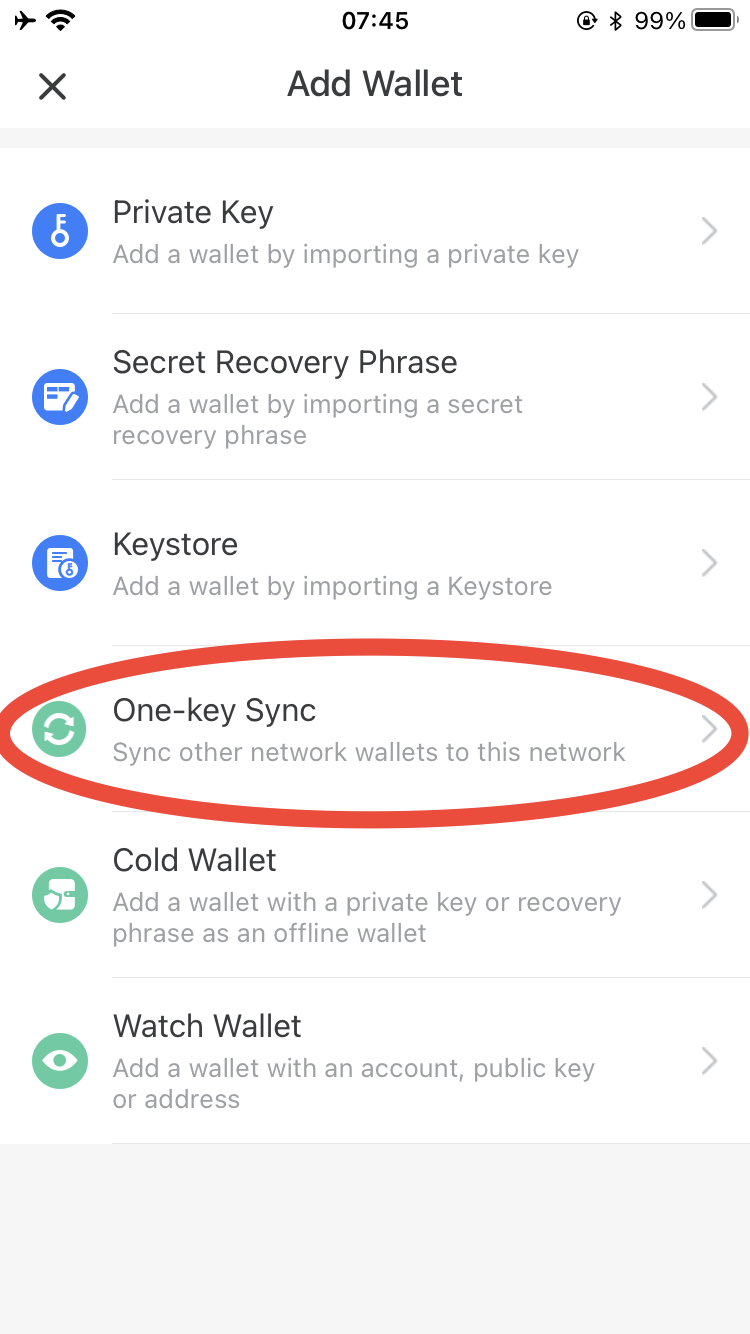 07:45
99%
Add Wallet
Private Key
Add a wallet by importing a private key
Secret Recovery Phrase
Add a wallet by importing a secret
recovery phrase
Keystore
Add a wallet by importing a Keystore
One-key Sync
Sync other network wallets to this network
Cold Wallet
Add a wallet with a private key or recovery
phrase as an offline wallet
Watch Wallet
Add a wallet with an account, public key
or address